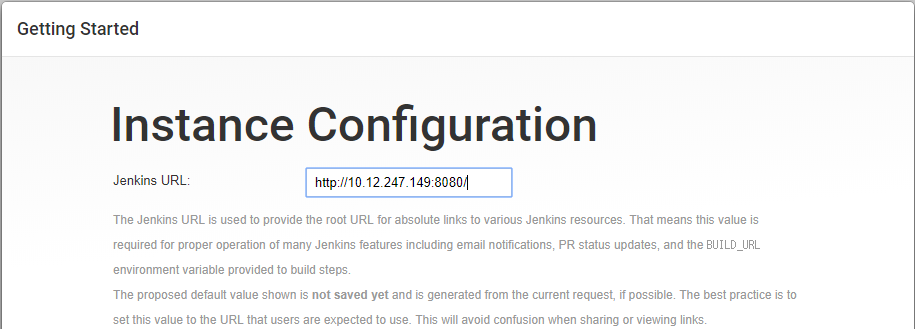 Getting Started
Instance Configuration
Jenkins URL: http://10.12.247.149:8080/
The Jenkins URL is used to provide the root URL for absolute links to various Jenkins resources. That means this value is
required for proper operation of many Jenkins features including email notifications, PR status updates, and the BUILD_URL
environment variable provided to build steps.
The proposed default value shown is not saved yet and is generated from the current request, if possible. The best practice is to
set this value to the URL that users are expected to use. This will avoid confusion when sharing or viewing links.